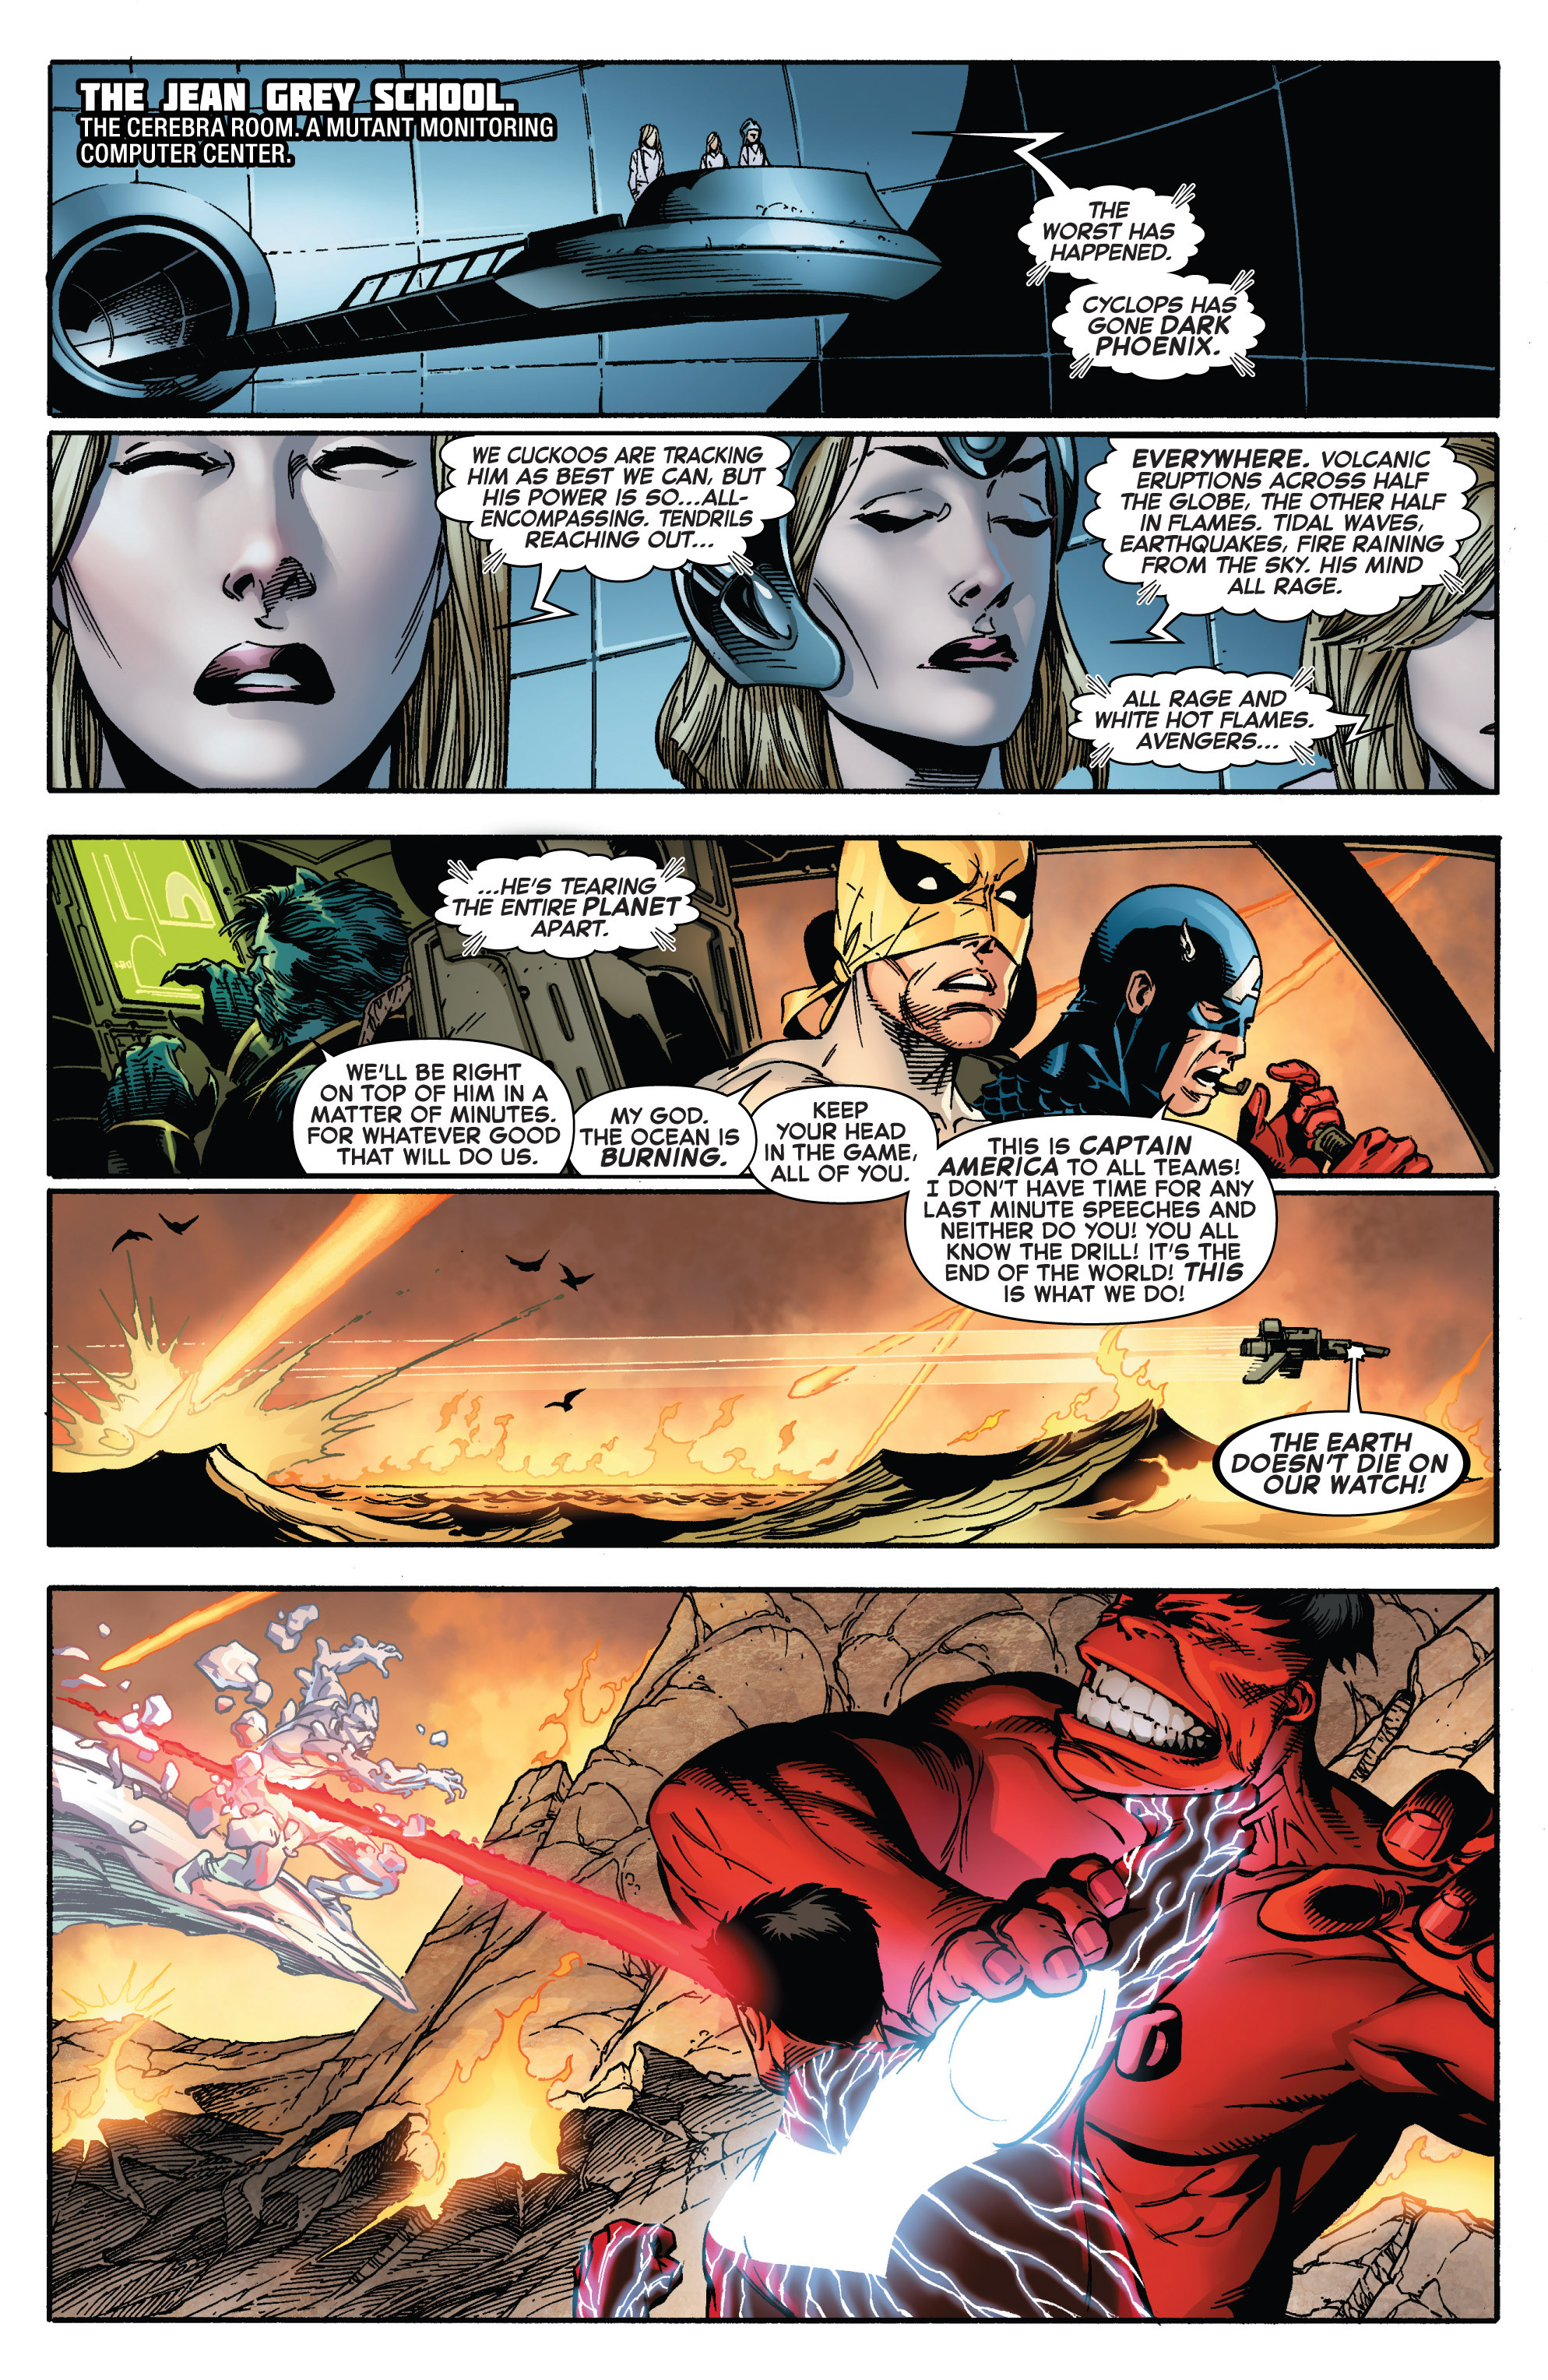 THE JEAN GREY SCHOOL.
THE CEREBRA ROOM. A MUTANT MONITORING
COMPUTER CENTER.
THE
WORST HAS
HAPPENED.
CYCLOPS HAS
GONE DARK
PHOENIX.
WE CUCKOOS ARE TRACKING
HIM AS BEST WE CAN, BUT
HIS POWER IS SO...ALL-
ENCOMPASSING. TENDRILS
REACHING OUT...
EVERYWHERE. VOLCANIC
ERUPTIONS ACROSS HALF
THE GLOBE, THE OTHER HALF
IN FLAMES. TIDAL WAVES,
EARTHQUAKES, FIRE RAINING
FROM THE SKY. HIS MIND
ALL RAGE.
ALL RAGE AND
WHITE HOT FLAMES.
AVENGERS...
...HE'S TEARING
THE ENTIRE PLANET
APART.
WE'LL BE RIGHT
ON TOP OF HIM IN A
MATTER OF MINUTES.
FOR WHATEVER GOOD
THAT WILL DO US.
MY GOD.
THE OCEAN IS
BURNING.
KEEP
YOUR HEAD
IN THE GAME,
ALL OF YOU.
THIS IS CAPTAIN
AMERICA TO ALL TEAMS!
I DON'T HAVE TIME FOR ANY
LAST MINUTE SPEECHES AND
NEITHER DO YOU! YOU ALL
KNOW THE DRILL! IT'S THE
END OF THE WORLD! THIS
IS WHAT WE DO!
THE EARTH
DOESN'T DIE ON
OUR WATCH!